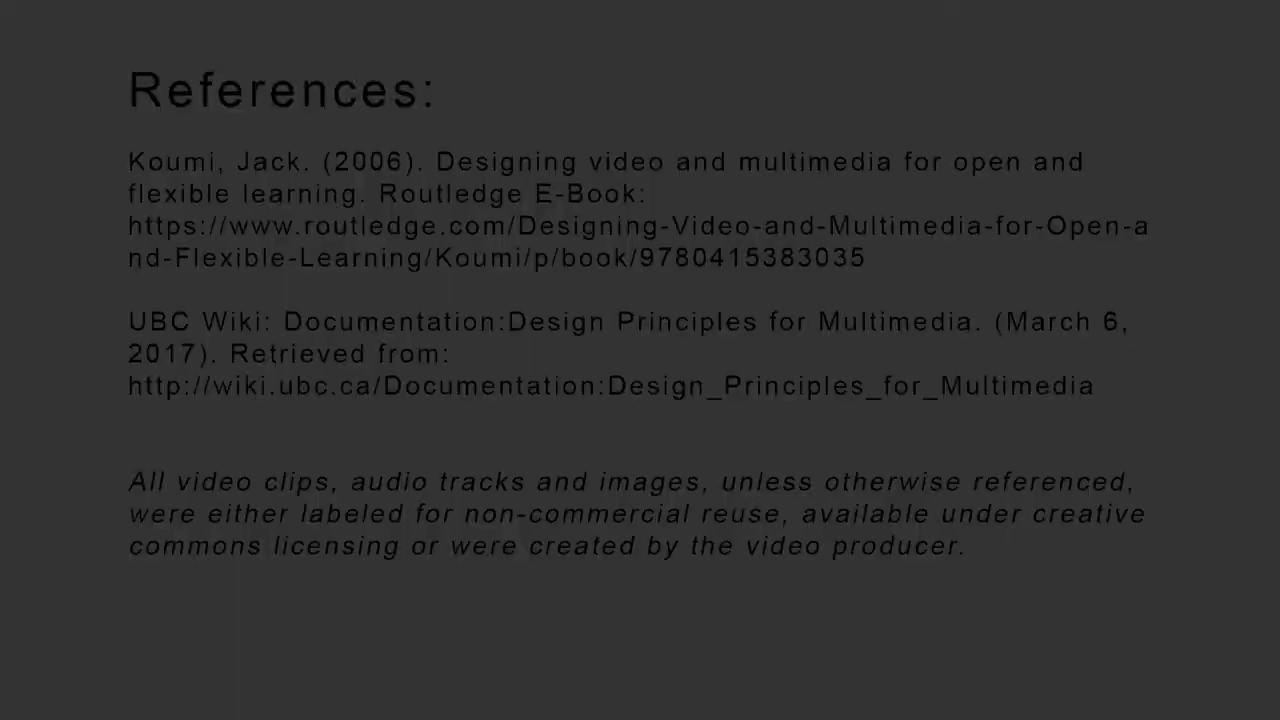 References:
Koumi, Jack. (2006). Designing video and multimedia for open and
flexible learning. Routledge E-Book:
https://www.routledge.com/Designing-Video-and-Multimedia-for-Open-a
nd-Flexible-Learning/Koumi/p/book/9780415383035
UBC Wiki: Documentation:Design Principles for Multimedia. (March 6,
2017). Retrieved from:
http://wiki.ubc.ca/Documentation:Design_Principles_for_Multimedia
All video clips, audio tracks and images, unless otherwise referenced,
were either labeled for non-commercial reuse, available under creative
commons licensing or were created by the video producer.